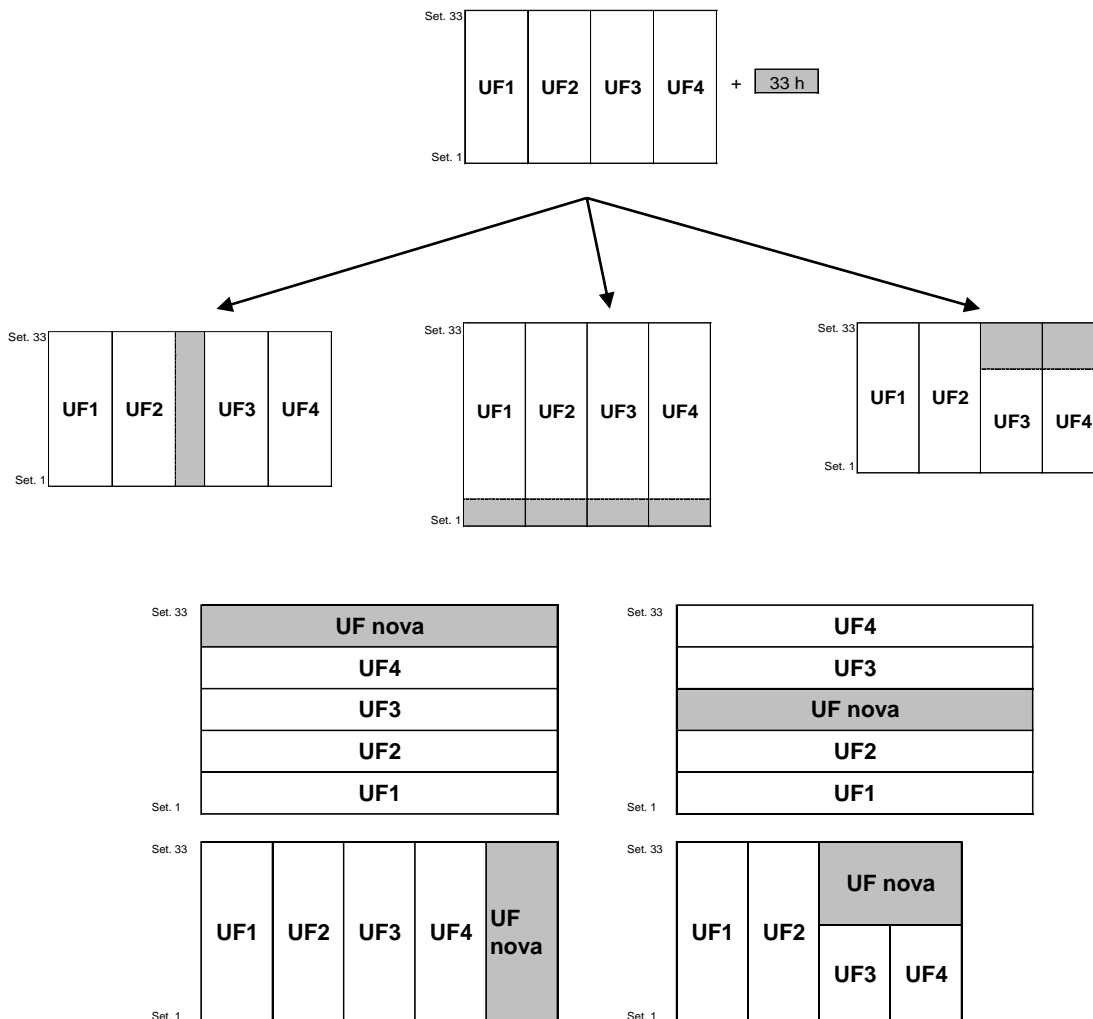 Set. 33
UF1 UF2 UF3 UF4 + 33 h
Set. 1
Set. 33
UF1 UF2 UF3 UF4
Set. 1
Set. 33
UF1 UF2 UF3 UF4
Set. 1
Set. 33
UF1 UF2 UF3 UF4
Set. 1
Set. 33
UF nova
UF4
UF3
UF2
UF1
Set. 1
Set. 33
UF4
UF3
UF nova
UF2
UF1
Set. 1
Set. 33
UF1 UF2 UF3 UF4 UF
nova
Set. 1
Set. 33
UF nova
UF1 UF2
UF3 UF4
Set. 1